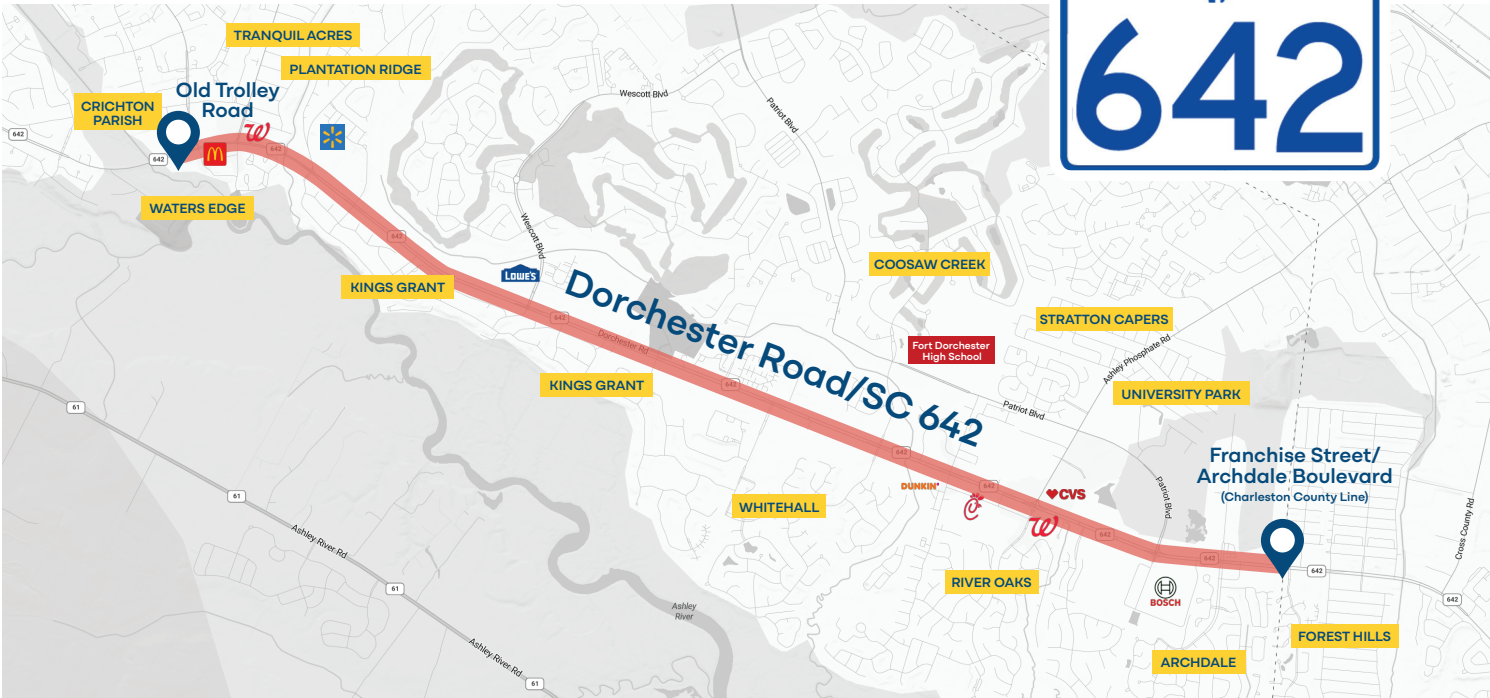 642
TRANQUIL ACRES
PLANTATION RIDGE
Old Trolley
Road
CRICHTON
PARISH
642
642
642
WATERS EDGE
Wescott Blvd
Patriot Blvd
642
Wescott Blvd
KINGS GRANT
LOWE'S
COOSAW CREEK
Dorchester Road/SC 642
642
Dorchester Rd
STRATTON CAPERS
Fort Dorchester
High School
Ashley Phosphate Rd
KINGS GRANT
642
UNIVERSITY PARK
Patriot Blvd
61
642
Franchise Street/
Archdale Boulevard
(Charleston County Line)
DUNKIN'
642
CVS
Patriot Blvd
WHITEHALL
61
Ashley River Rd
642
642
Cross County Rd
642
RIVER OAKS
BOSCH
61
642
Ashley
River
FOREST HILLS
Ashley River Rd
ARCHDALE
61